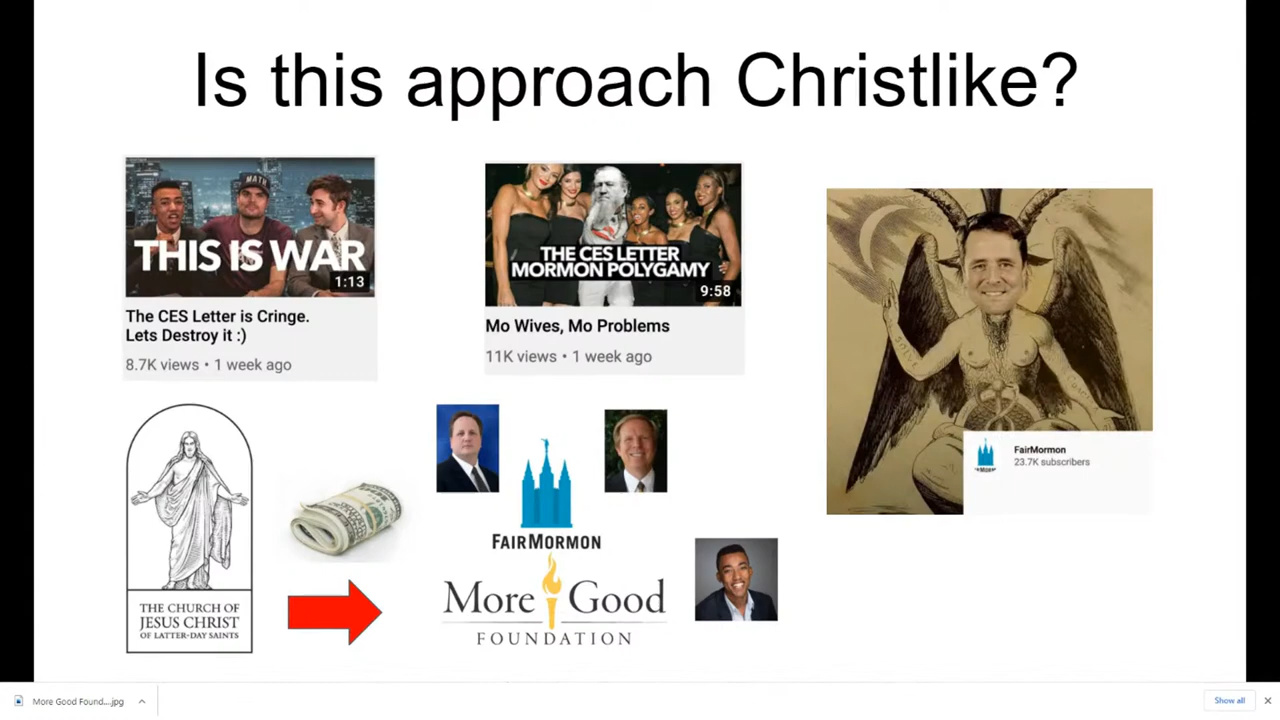 Is this approach Christlike?
MATH
THIS IS WAR
1:13
The CES Letter is Cringe.
Lets Destroy it :)
8.7K views • 1 week ago
THE CES LETTER
MORMON POLYGAMY
9:58
Mo Wives, Mo Problems
11K views • 1 week ago
SOLVE
FairMormon
23.7K subscribers
THE CHURCH OF
JESUS CHRIST
OF LATTER-DAY SAINTS
FAIRMORMON
More Good
FOUNDATION
More Good Found....jpg
Show all